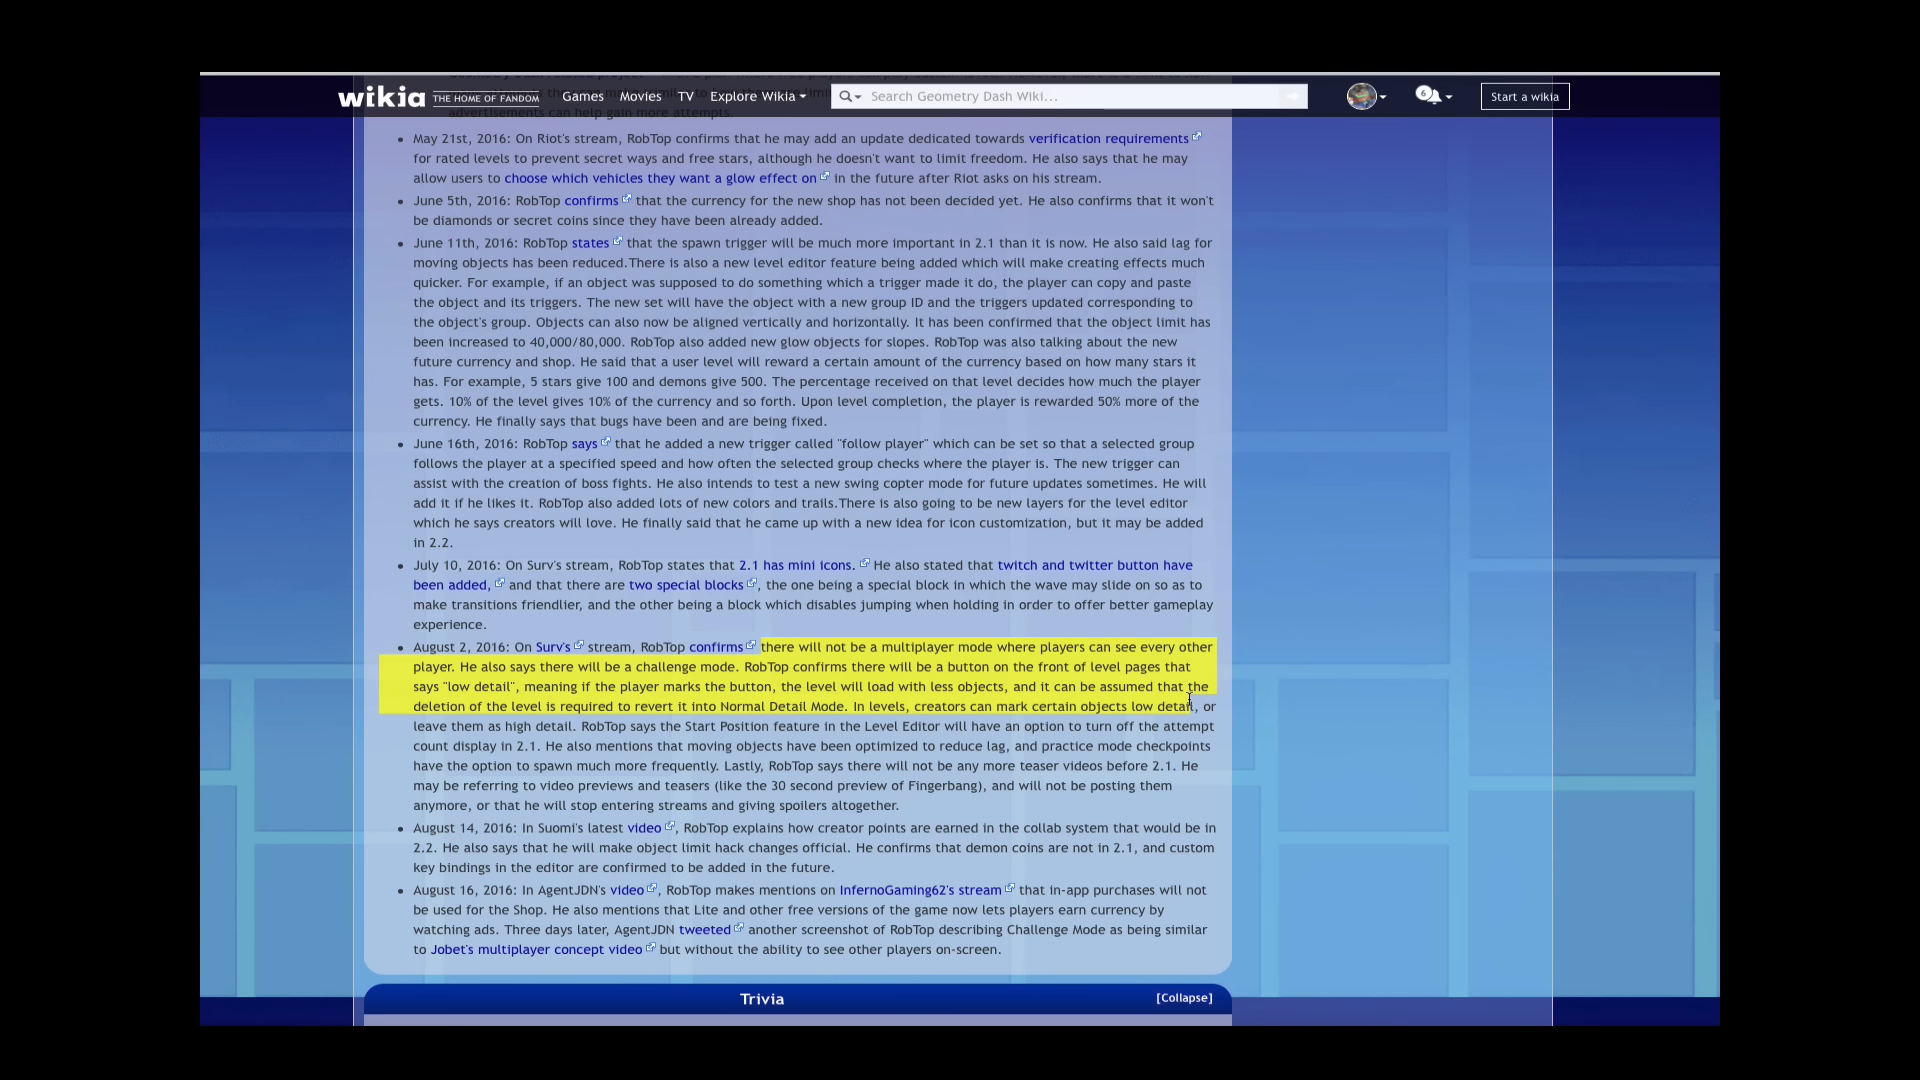 wikia THE HOME OF FANDOM Games Movies TV Explore Wikia Search Geometry Dash Wiki... 6 Start a wikia
advertisements can help gain more attempts.
• May 21st, 2016: On Riot's stream, RobTop confirms that he may add an update dedicated towards verification requirements
for rated levels to prevent secret ways and free stars, although he doesn't want to limit freedom. He also says that he may
allow users to choose which vehicles they want a glow effect on in the future after Riot asks on his stream.
• June 5th, 2016: RobTop confirms that the currency for the new shop has not been decided yet. He also confirms that it won't
be diamonds or secret coins since they have been already added.
• June 11th, 2016: RobTop states that the spawn trigger will be much more important in 2.1 than it is now. He also said lag for
moving objects has been reduced.There is also a new level editor feature being added which will make creating effects much
quicker. For example, if an object was supposed to do something which a trigger made it do, the player can copy and paste
the object and its triggers. The new set will have the object with a new group ID and the triggers updated corresponding to
the object's group. Objects can also now be aligned vertically and horizontally. It has been confirmed that the object limit has
been increased to 40,000/80,000. RobTop also added new glow objects for slopes. RobTop was also talking about the new
future currency and shop. He said that a user level will reward a certain amount of the currency based on how many stars it
has. For example, 5 stars give 100 and demons give 500. The percentage received on that level decides how much the player
gets. 10% of the level gives 10% of the currency and so forth. Upon level completion, the player is rewarded 50% more of the
currency. He finally says that bugs have been and are being fixed.
• June 16th, 2016: RobTop says that he added a new trigger called "follow player" which can be set so that a selected group
follows the player at a specified speed and how often the selected group checks where the player is. The new trigger can
assist with the creation of boss fights. He also intends to test a new swing copter mode for future updates sometimes. He will
add it if he likes it. RobTop also added lots of new colors and trails.There is also going to be new layers for the level editor
which he says creators will love. He finally said that he came up with a new idea for icon customization, but it may be added
in 2.2.
• July 10, 2016: On Surv's stream, RobTop states that 2.1 has mini icons. He also stated that twitch and twitter button have
been added, and that there are two special blocks, the one being a special block in which the wave may slide on so as to
make transitions friendlier, and the other being a block which disables jumping when holding in order to offer better gameplay
experience.
• August 2, 2016: On Surv's stream, RobTop confirms there will not be a multiplayer mode where players can see every other
player. He also says there will be a challenge mode. RobTop confirms there will be a button on the front of level pages that
says "low detail", meaning if the player marks the button, the level will load with less objects, and it can be assumed that the
deletion of the level is required to revert it into Normal Detail Mode. In levels, creators can mark certain objects low detail, or
leave them as high detail. RobTop says the Start Position feature in the Level Editor will have an option to turn off the attempt
count display in 2.1. He also mentions that moving objects have been optimized to reduce lag, and practice mode checkpoints
have the option to spawn much more frequently. Lastly, RobTop says there will not be any more teaser videos before 2.1. He
may be referring to video previews and teasers (like the 30 second preview of Fingerbang), and will not be posting them
anymore, or that he will stop entering streams and giving spoilers altogether.
• August 14, 2016: In Suomi's latest video, RobTop explains how creator points are earned in the collab system that would be in
2.2. He also says that he will make object limit hack changes official. He confirms that demon coins are not in 2.1, and custom
key bindings in the editor are confirmed to be added in the future.
• August 16, 2016: In AgentJDN's video, RobTop makes mentions on InfernoGaming62's stream that in-app purchases will not
be used for the Shop. He also mentions that Lite and other free versions of the game now lets players earn currency by
watching ads. Three days later, AgentJDN tweeted another screenshot of RobTop describing Challenge Mode as being similar
to Jobet's multiplayer concept video but without the ability to see other players on-screen.
Trivia [Collapse]